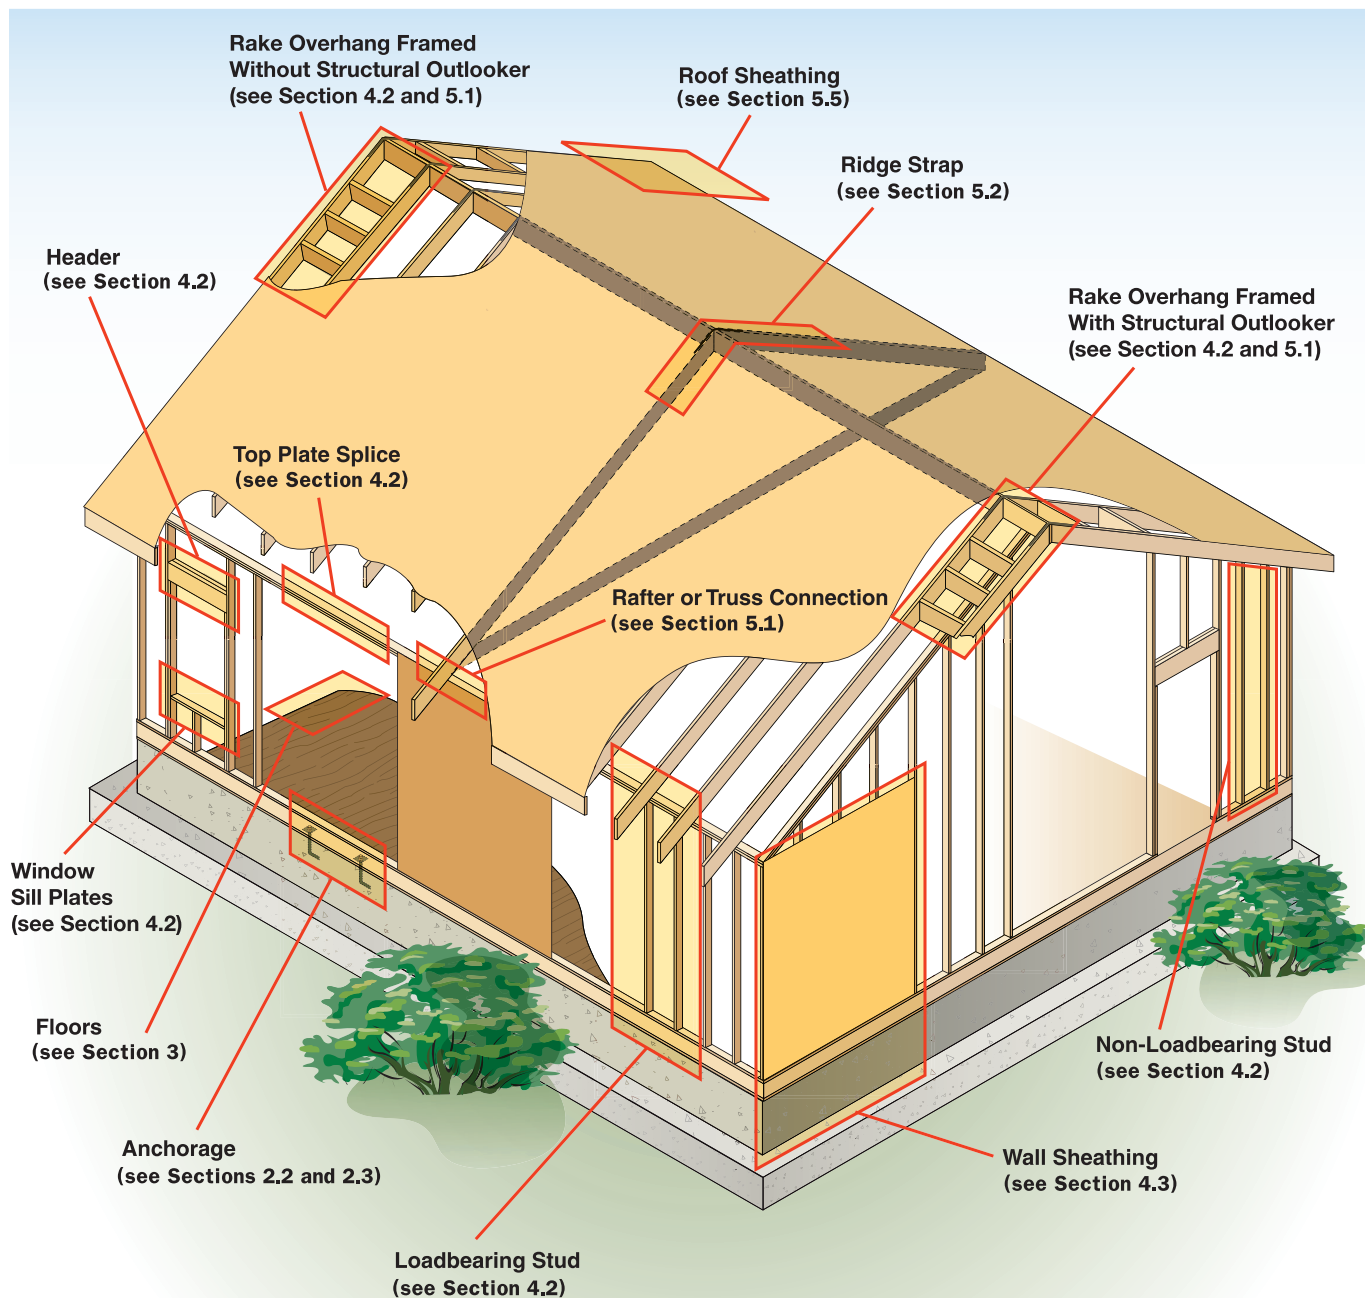 Rake Overhang Framed
Without Structural Outlooker
(see Section 4.2 and 5.1)
Roof Sheathing
(see Section 5.5)
Ridge Strap
(see Section 5.2)
Header
(see Section 4.2)
Rake Overhang Framed
With Structural Outlooker
(see Section 4.2 and 5.1)
Top Plate Splice
(see Section 4.2)
Rafter or Truss Connection
(see Section 5.1)
Window
Sill Plates
(see Section 4.2)
Floors
(see Section 3)
Non-Loadbearing Stud
(see Section 4.2)
Anchorage
(see Sections 2.2 and 2.3)
Wall Sheathing
(see Section 4.3)
Loadbearing Stud
(see Section 4.2)